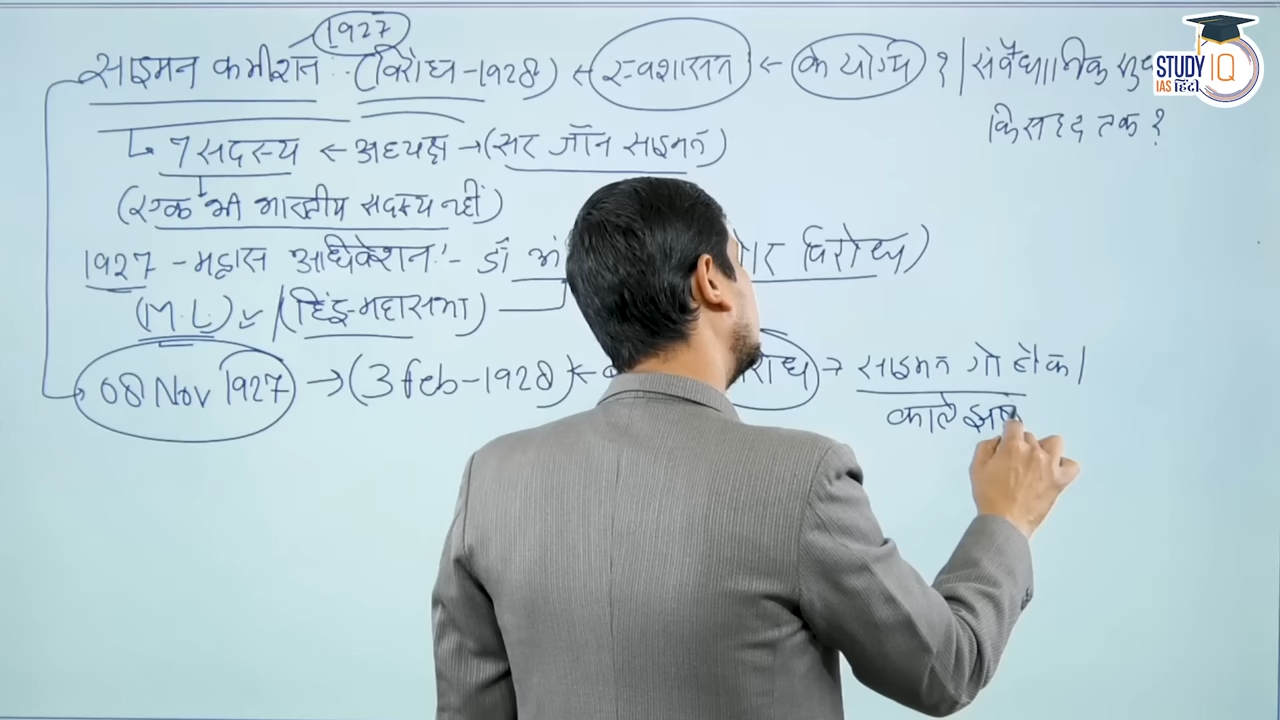 1927
साइमन कमीशन : (विरोध-1928) ← स्वशासन ← के योग्य ? | संवैधानिक
किस हद तक ?
↳ 7 सदस्य ← अध्यक्ष → (सर जॉन साइमन)
(एक भी भारतीय सदस्य नहीं)
1927 - मद्रास अधिवेशन :- डॉ अं विरोध)
(M.L.) ✓ / (हिंदू-महासभा)
08 Nov 1927 → (3 feb-1928) ← → साइमन गो बैक |
काले
STUDY IQ
IAS हिंदी